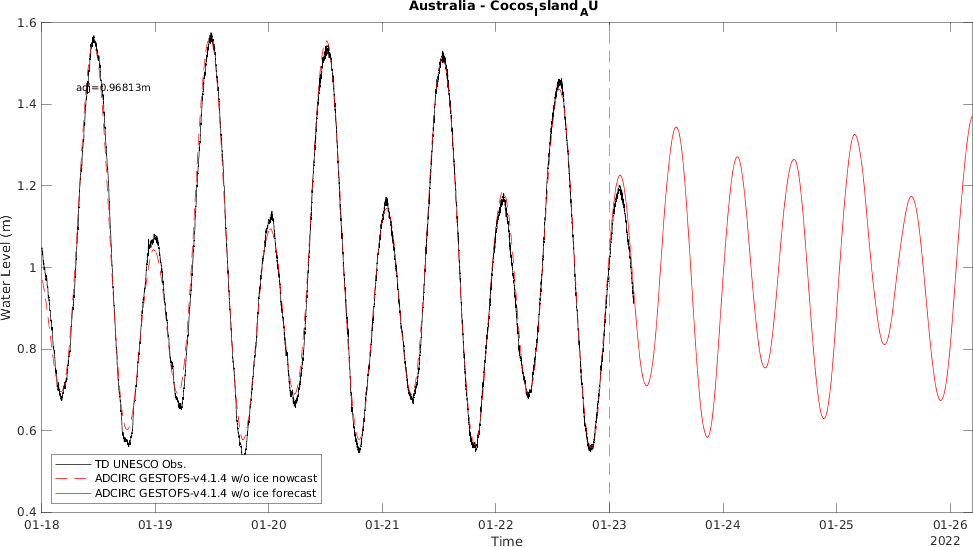 Australia - Cocos_Island_AU
1.6
1.4
1.2
1
0.8
0.6
0.4
Water Level (m)
adj=0.96813m
TD UNESCO Obs.
ADCIRC GESTOFS-v4.1.4 w/o ice nowcast
ADCIRC GESTOFS-v4.1.4 w/o ice forecast
01-18 01-19 01-20 01-21 01-22 01-23 01-24 01-25 01-26
Time
2022